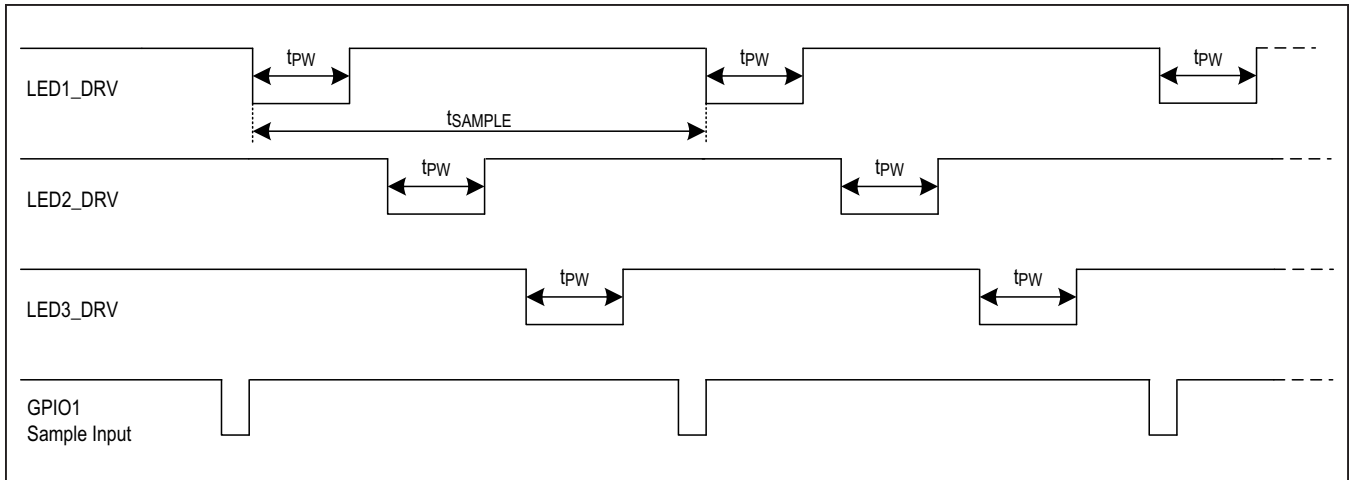 tPW tPW tPW
LED1_DRV
tSAMPLE
tPW tPW
LED2_DRV
tPW tPW
LED3_DRV
GPIO1
Sample Input